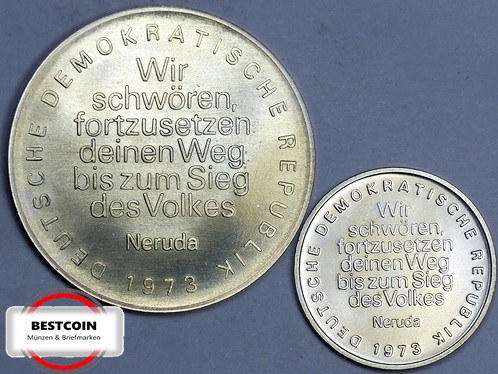 DEUTSCHE DEMOKRATISCHE REPUBLIK
Wir
schwören,
fortzusetzen
deinen Weg
bis zum Sieg
des Volkes
Neruda
1973
DEUTSCHE DEMOKRATISCHE REPUBLIK
Wir
schwören,
fortzusetzen
deinen Weg
bis zum Sieg
des Volkes
Neruda
1973
BESTCOIN
Münzen & Briefmarken